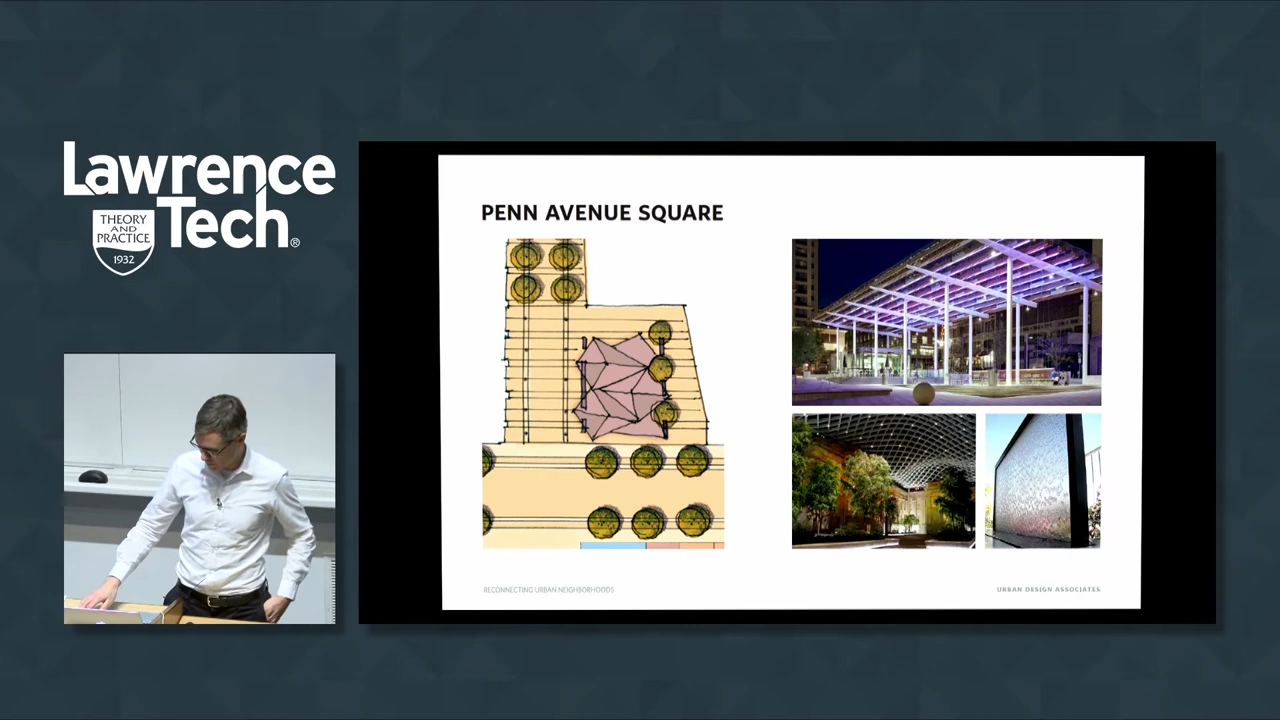 Lawrence
Tech®
THEORY
AND
PRACTICE
1932
PENN AVENUE SQUARE
RECONNECTING URBAN NEIGHBORHOODS
URBAN DESIGN ASSOCIATES